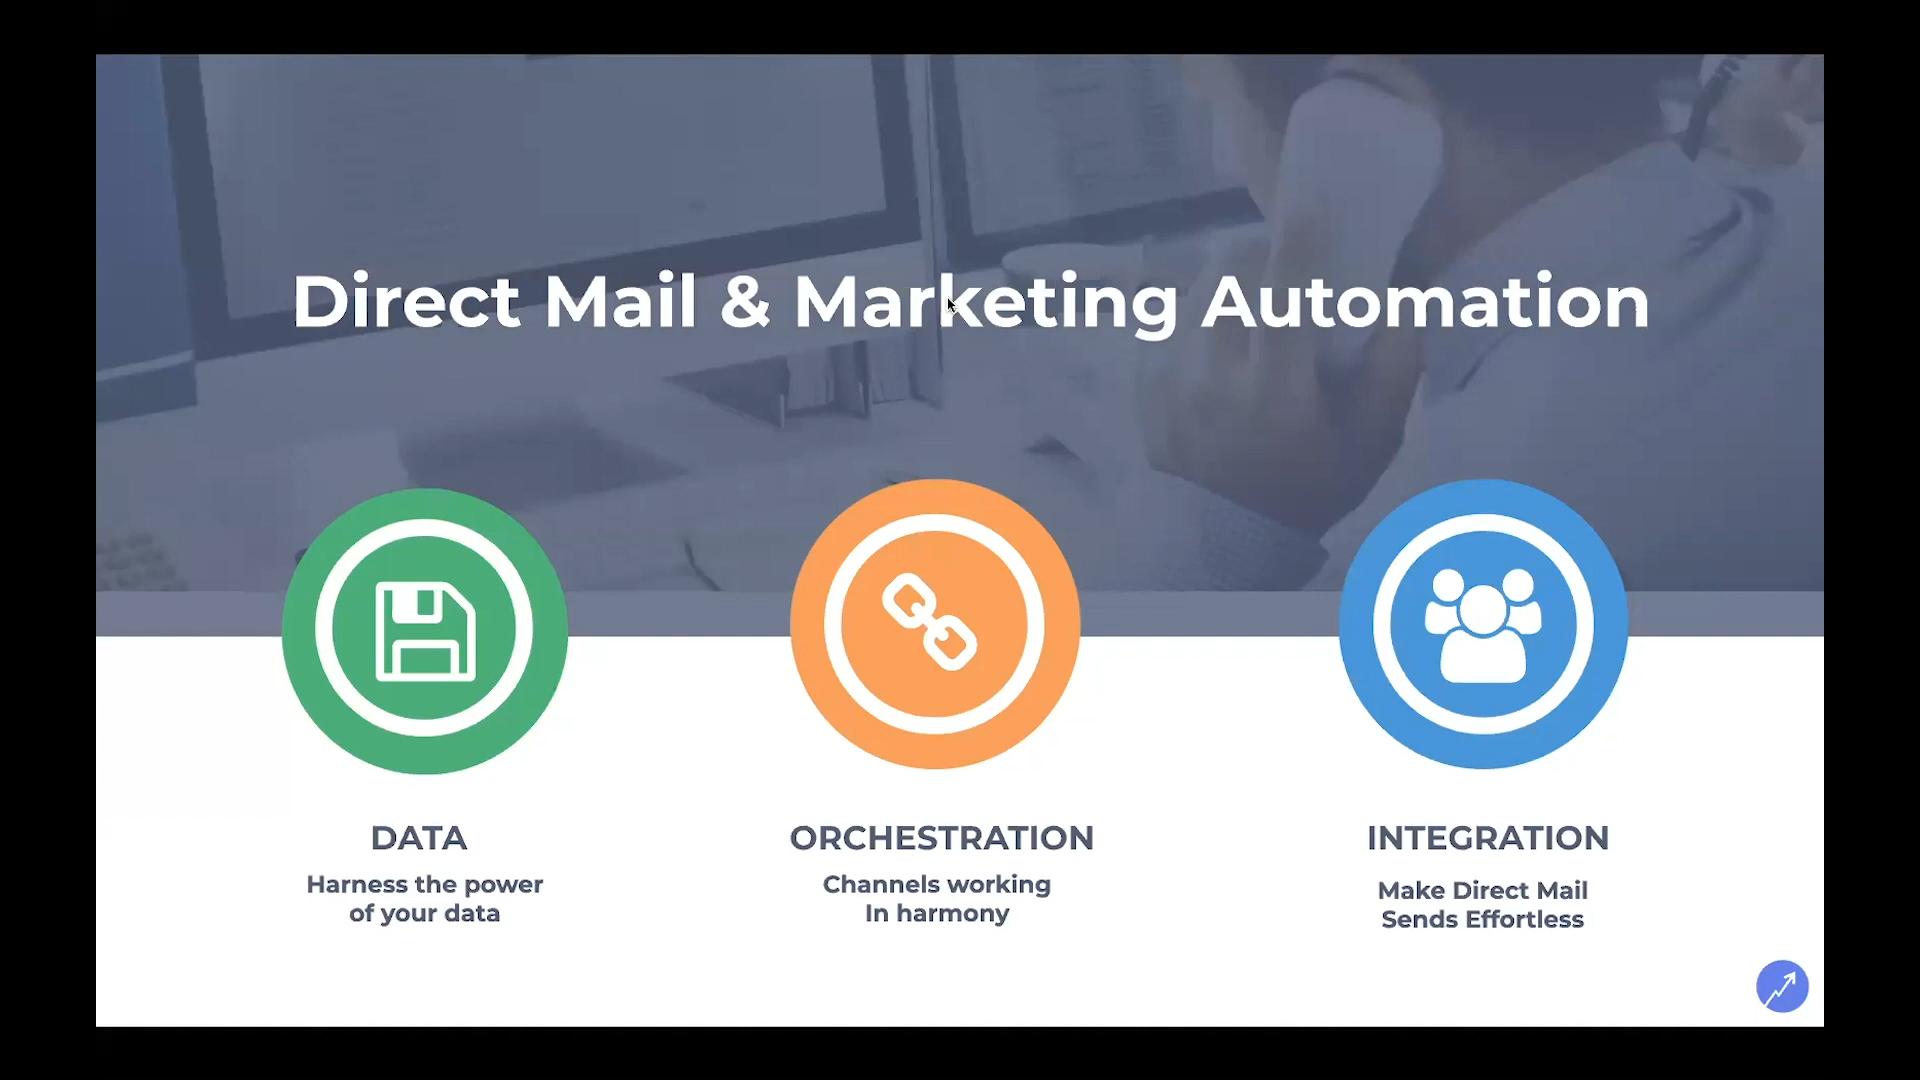 Direct Mail & Marketing Automation
DATA
Harness the power
of your data
ORCHESTRATION
Channels working
In harmony
INTEGRATION
Make Direct Mail
Sends Effortless